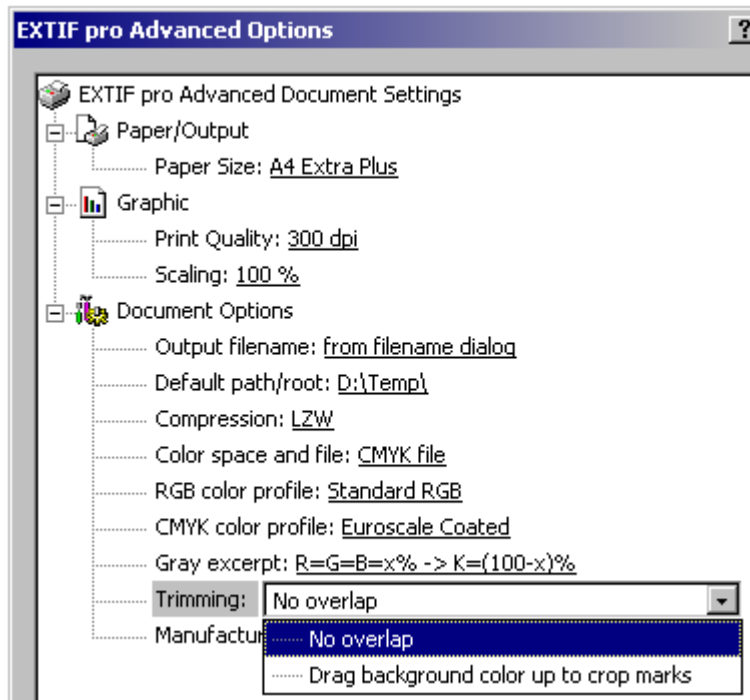 EXTIF pro Advanced Options ?
EXTIF pro Advanced Document Settings
Paper/Output
Paper Size: A4 Extra Plus
Graphic
Print Quality: 300 dpi
Scaling: 100 %
Document Options
Output filename: from filename dialog
Default path/root: D:\Temp\
Compression: LZW
Color space and file: CMYK file
RGB color profile: Standard RGB
CMYK color profile: Euroscale Coated
Gray excerpt: R=G=B=x% -> K=(100-x)%
Trimming: No overlap
Manufactur
No overlap
Drag background color up to crop marks